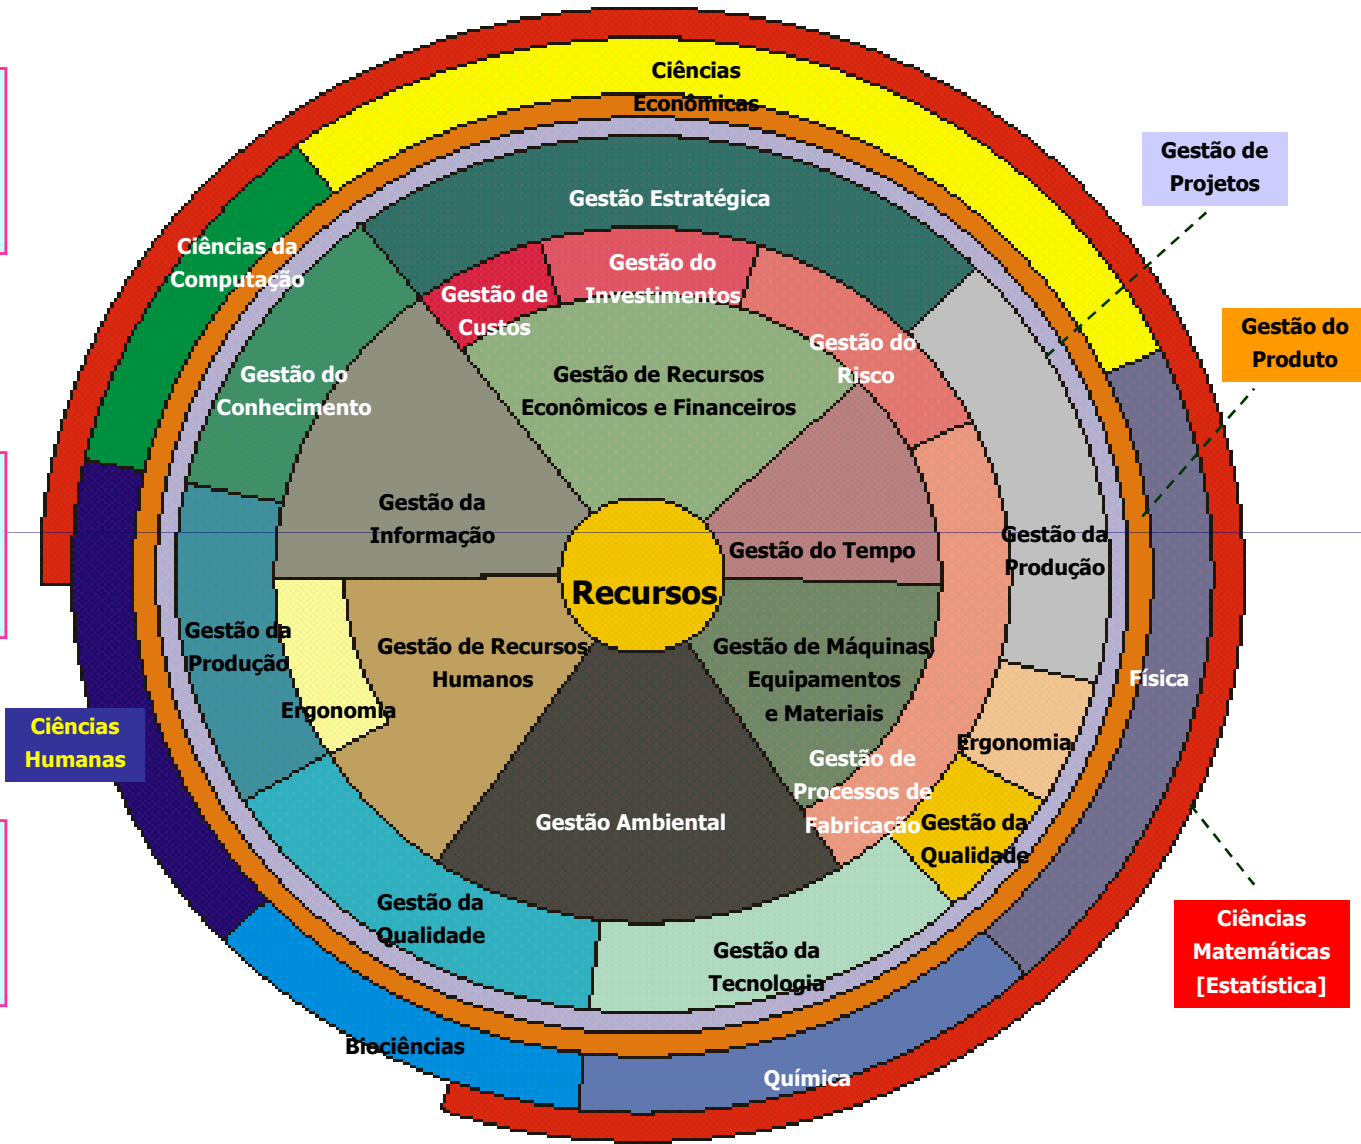 Ciências
Econômicas
Gestão de
Projetos
Gestão Estratégica
Ciências da
Computação
Gestão do
Investimentos
Gestão de
Custos
Gestão do
Produto
Gestão do
Risco
Gestão do
Conhecimento
Gestão de Recursos
Econômicos e Financeiros
Gestão da
Informação
Gestão do Tempo
Gestão da
Produção
Recursos
Gestão da
Produção
Gestão de Recursos
Humanos
Gestão de Máquinas,
Equipamentos
e Materiais
Física
Ergonomia
Ciências
Humanas
Ergonomia
Gestão de
Processos de
Fabricação
Gestão Ambiental
Gestão da
Qualidade
Gestão da
Qualidade
Gestão da
Tecnologia
Ciências
Matemáticas
[Estatística]
Biociências
Química